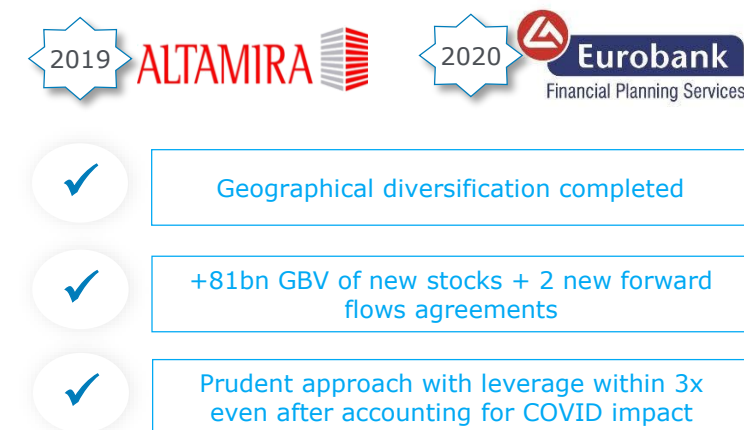 2019 ALTAMIRA 2020 Eurobank
Financial Planning Services
Geographical diversification completed
+81bn GBV of new stocks + 2 new forward
flows agreements
Prudent approach with leverage within 3x
even after accounting for COVID impact